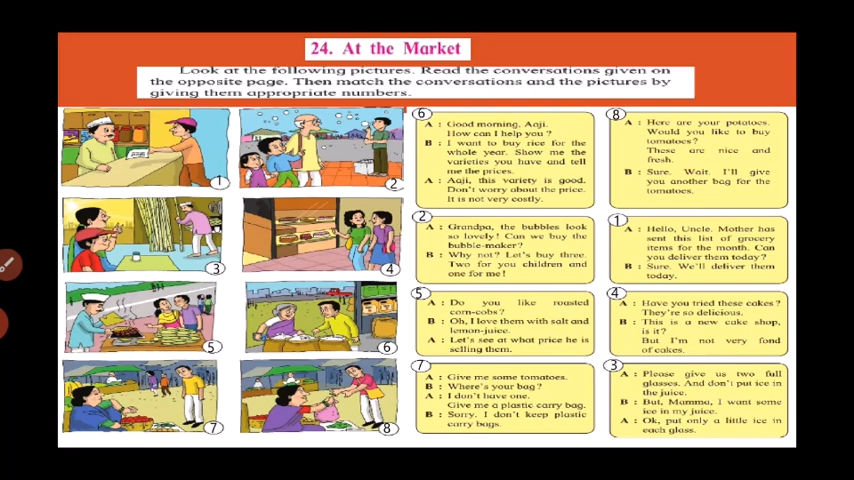 24. At the Market
Look at the following pictures. Read the conversations given on
the opposite page. Then match the conversations and the pictures by
giving them appropriate numbers.
1
2
3
4
5
6
7
8
6
A : Good morning, Aaji.
How can I help you ?
B : I want to buy rice for the
whole year. Show me the
varieties you have and tell
me the prices.
A : Aaji, this variety is good.
Don't worry about the price.
It is not very costly.
8
A : Here are your potatoes.
Would you like to buy
tomatoes?
These are nice and
fresh.
B : Sure. Wait. I'll give
you another bag for the
tomatoes.
2
A : Grandpa, the bubbles look
so lovely! Can we buy the
bubble-maker?
B : Why not? Let's buy three.
Two for you children and
one for me!
1
A : Hello, Uncle. Mother has
sent this list of grocery
items for the month. Can
you deliver them today?
B : Sure. We'll deliver them
today.
5
A : Do you like roasted
corn-cobs?
B : Oh, I love them with salt and
lemon-juice.
A : Let's see at what price he is
selling them.
4
A : Have you tried these cakes?
They're so delicious.
B : This is a new cake shop,
is it?
But I'm not very fond
of cakes.
7
A : Give me some tomatoes.
B : Where's your bag?
A : I don't have one.
Give me a plastic carry bag.
B : Sorry. I don't keep plastic
carry bags.
3
A : Please give us two full
glasses. And don't put ice in
the juice.
B : But, Mamma, I want some
ice in my juice.
A : Ok, put only a little ice in
each glass.